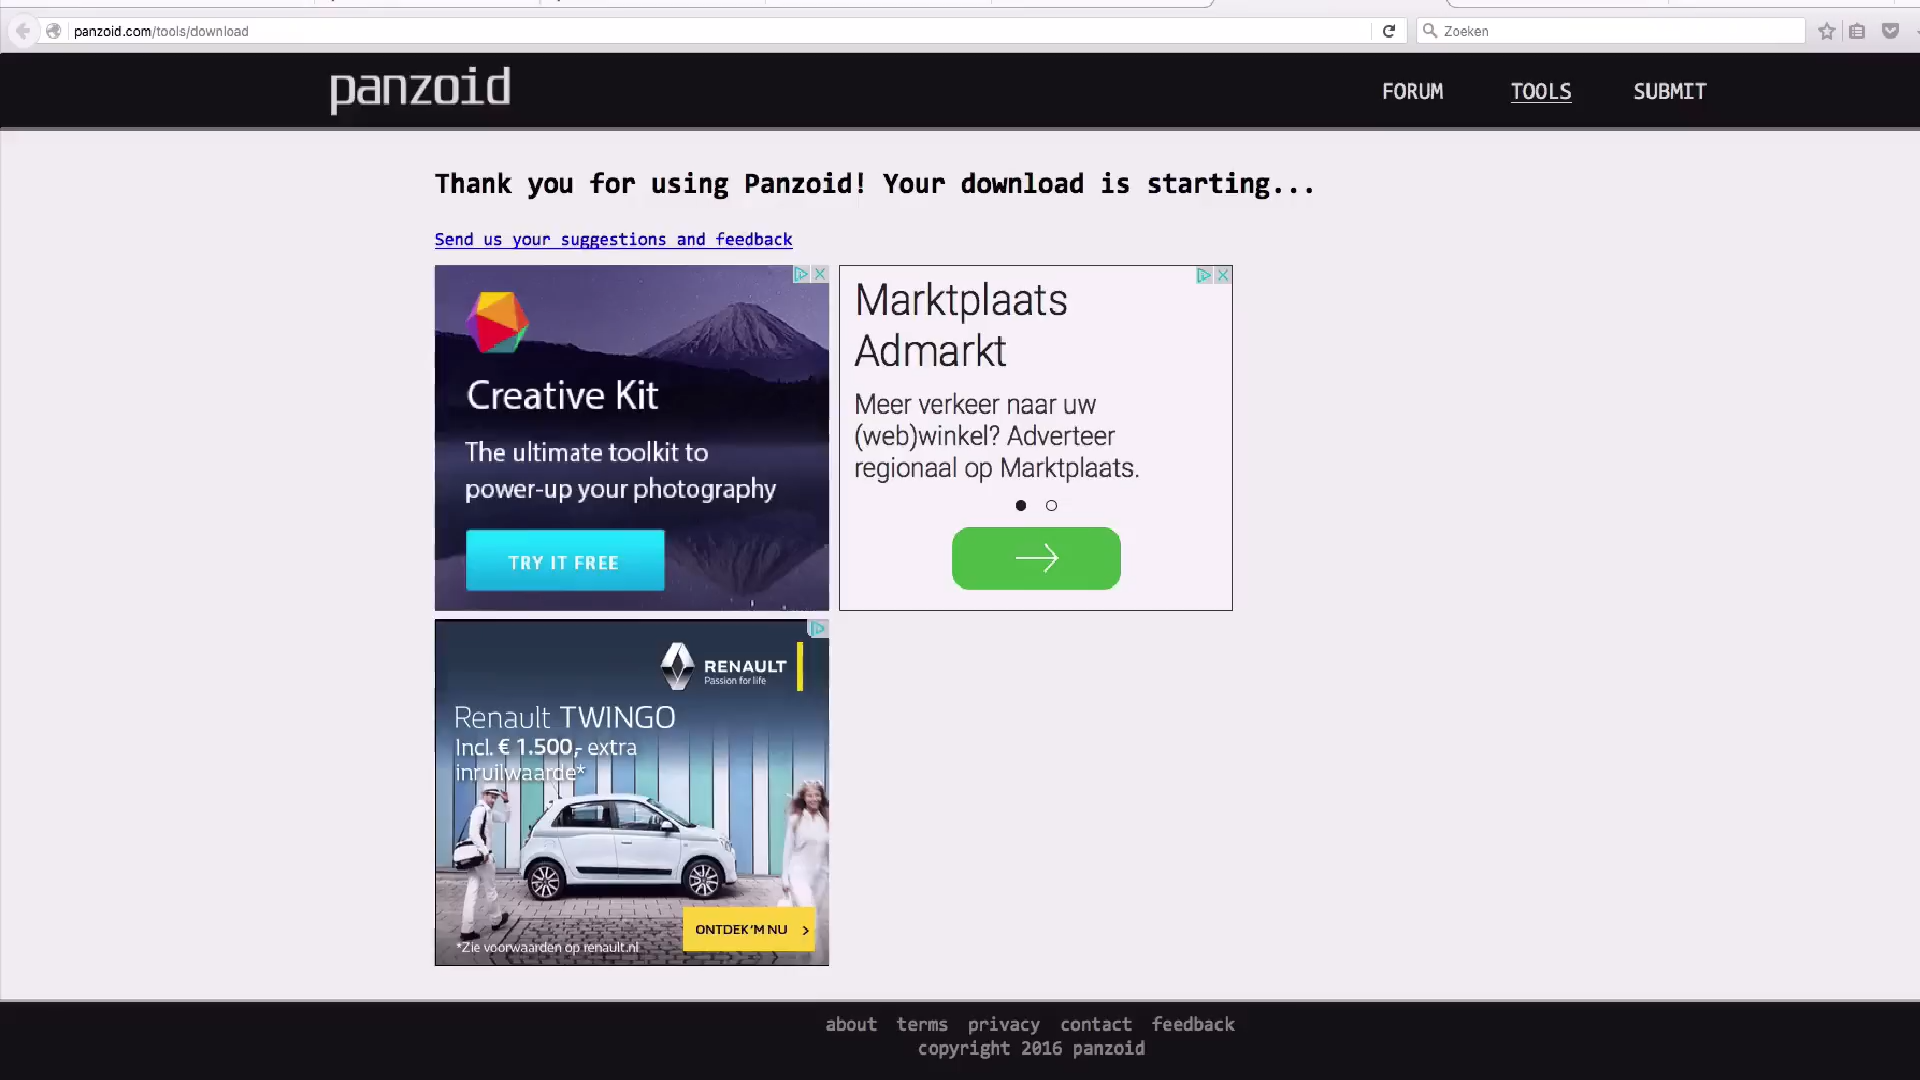 panzoid.com/tools/download
Zoeken
panzoid
FORUM
TOOLS
SUBMIT
Thank you for using Panzoid! Your download is starting...
Send us your suggestions and feedback
Creative Kit
The ultimate toolkit to
power-up your photography
TRY IT FREE
Marktplaats
Admarkt
Meer verkeer naar uw
(web)winkel? Adverteer
regionaal op Marktplaats.
RENAULT
Passion for life
Renault TWINGO
Incl. € 1.500,- extra
inruilwaarde*
ONTDEK'M NU
*Zie voorwaarden op renault.nl
about terms privacy contact feedback
copyright 2016 panzoid